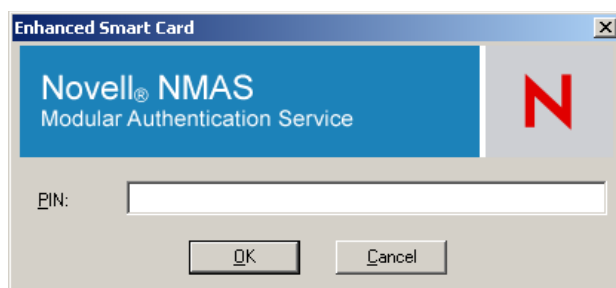 Enhanced Smart Card
Novell® NMAS
Modular Authentication Service
N
PIN:
OK
Cancel